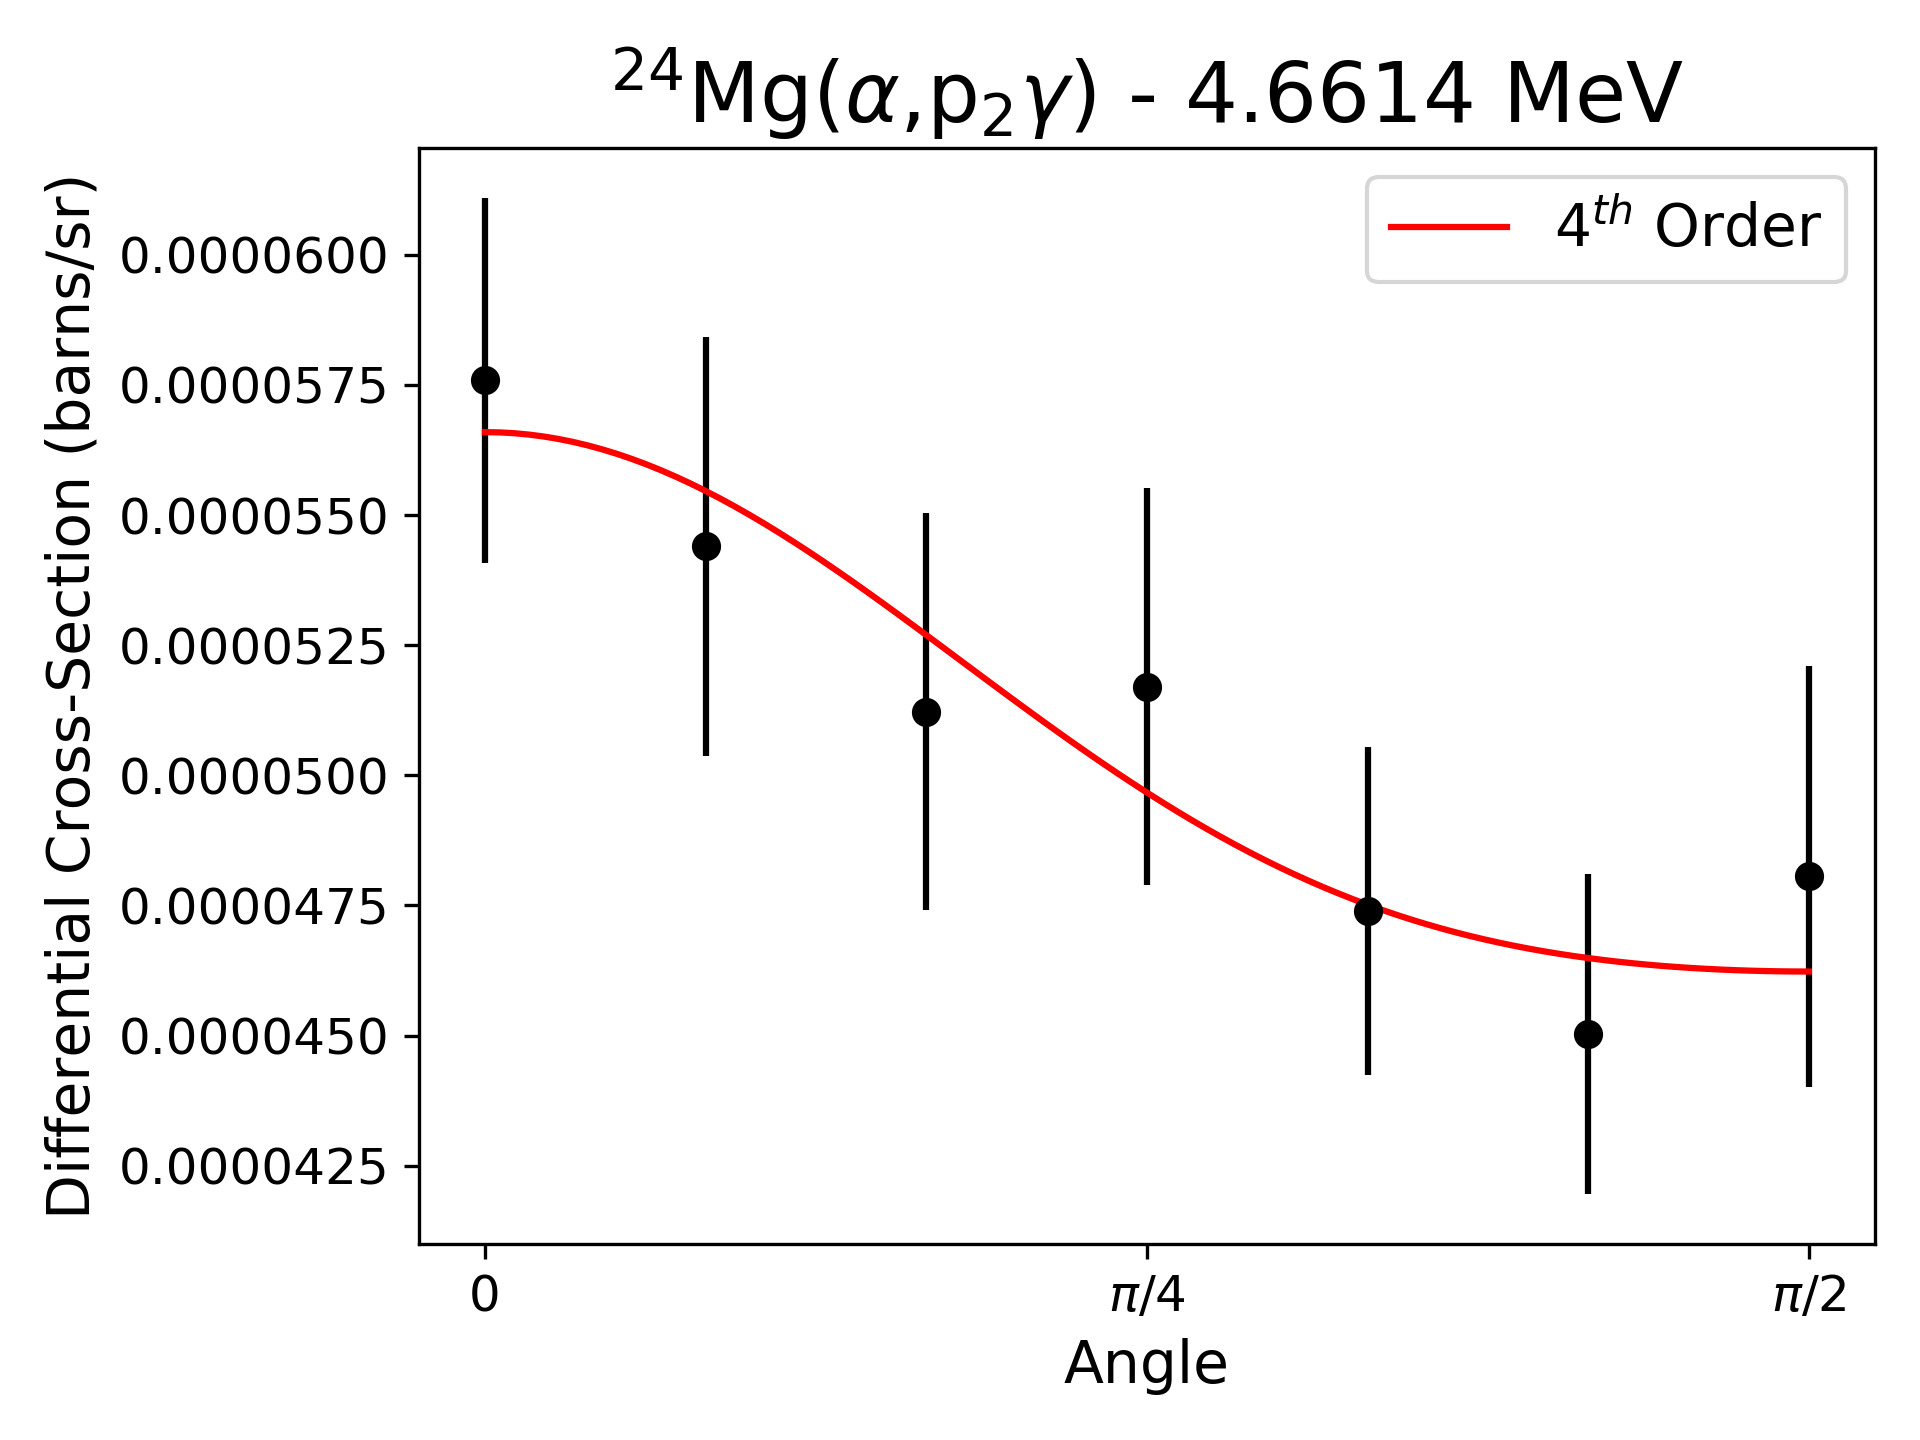 ²⁴Mg(α,p₂γ) - 4.6614 MeV
4ᵗʰ Order
Differential Cross-Section (barns/sr)
0.0000600
0.0000575
0.0000550
0.0000525
0.0000500
0.0000475
0.0000450
0.0000425
0
π/4
π/2
Angle